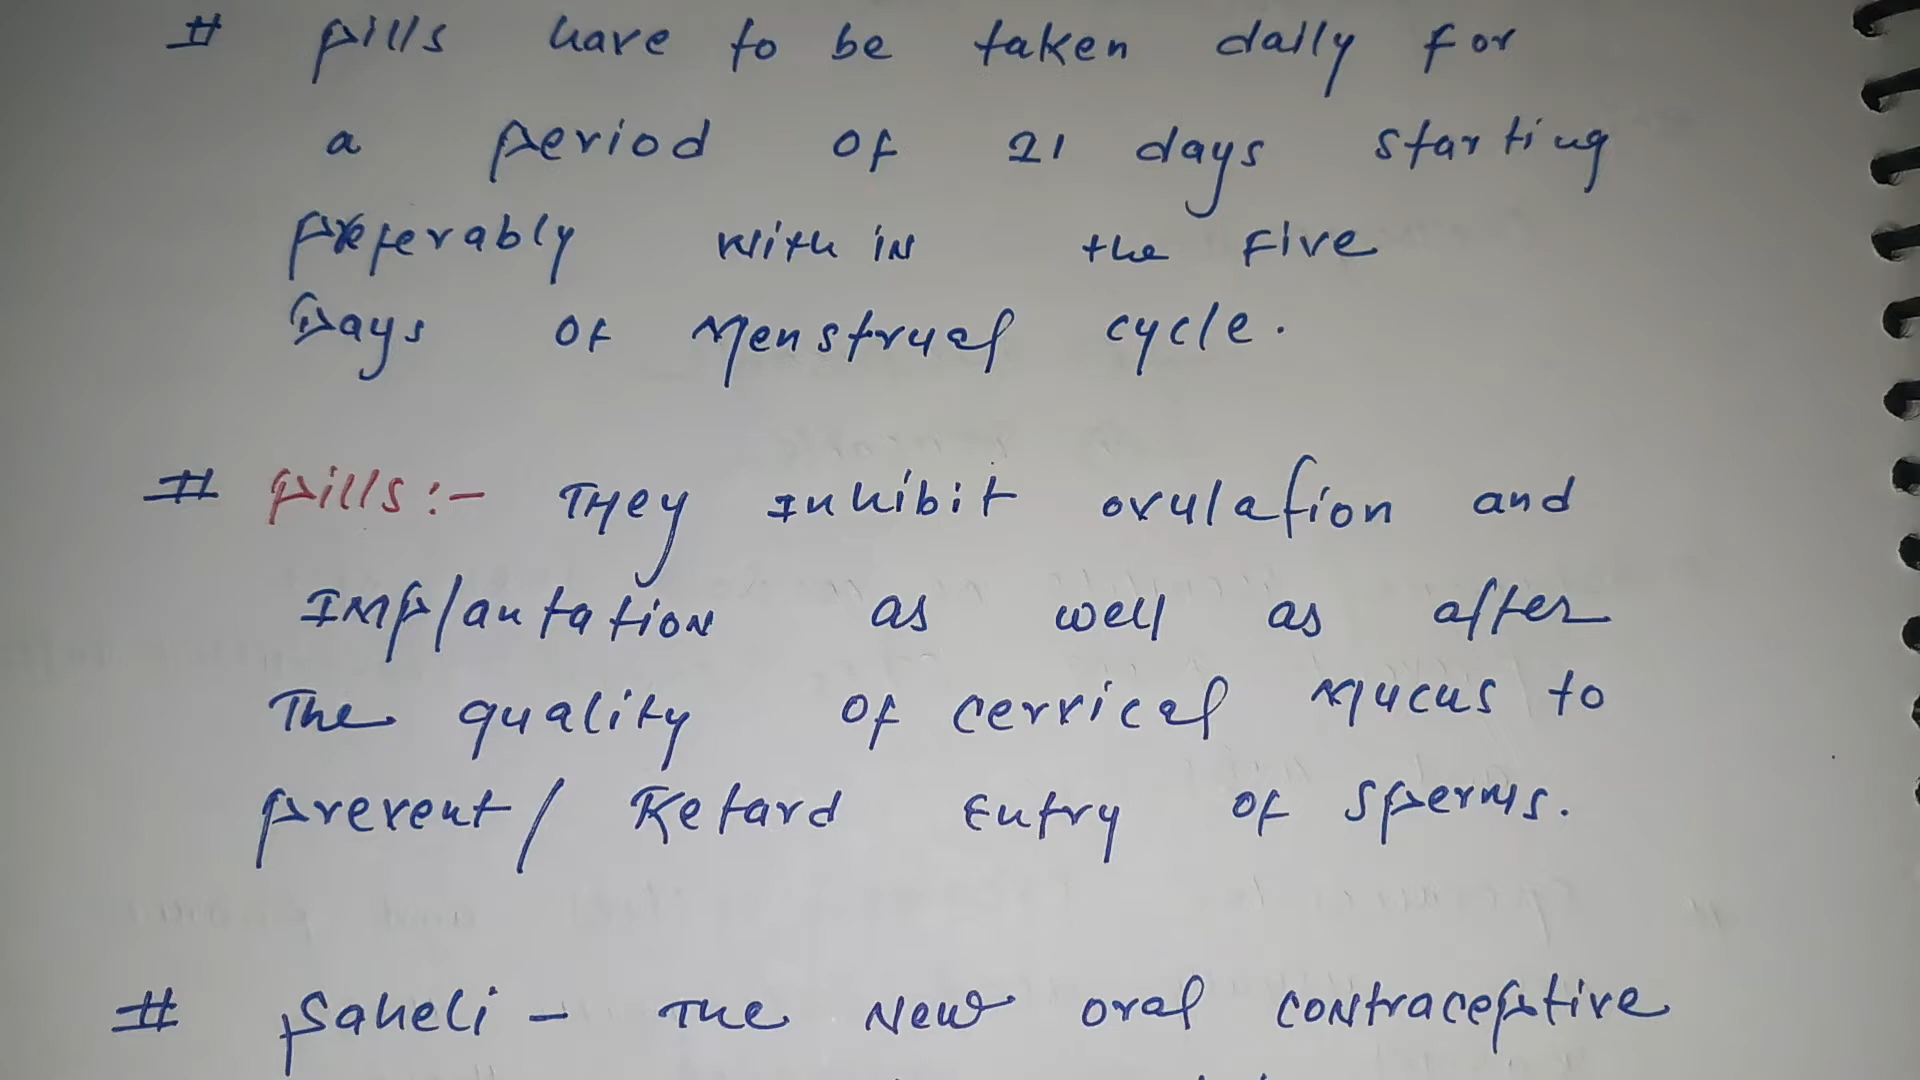 # pills have to be taken daily for
a period of 21 days starting
preferably with in the five
Days of Menstrual cycle.
# pills:- They Inhibit ovulation and
Implantation as well as after
The quality of cervical Mucus to
prevent/ Retard Entry of sperms.
# Saheli - The New oral contraceptive